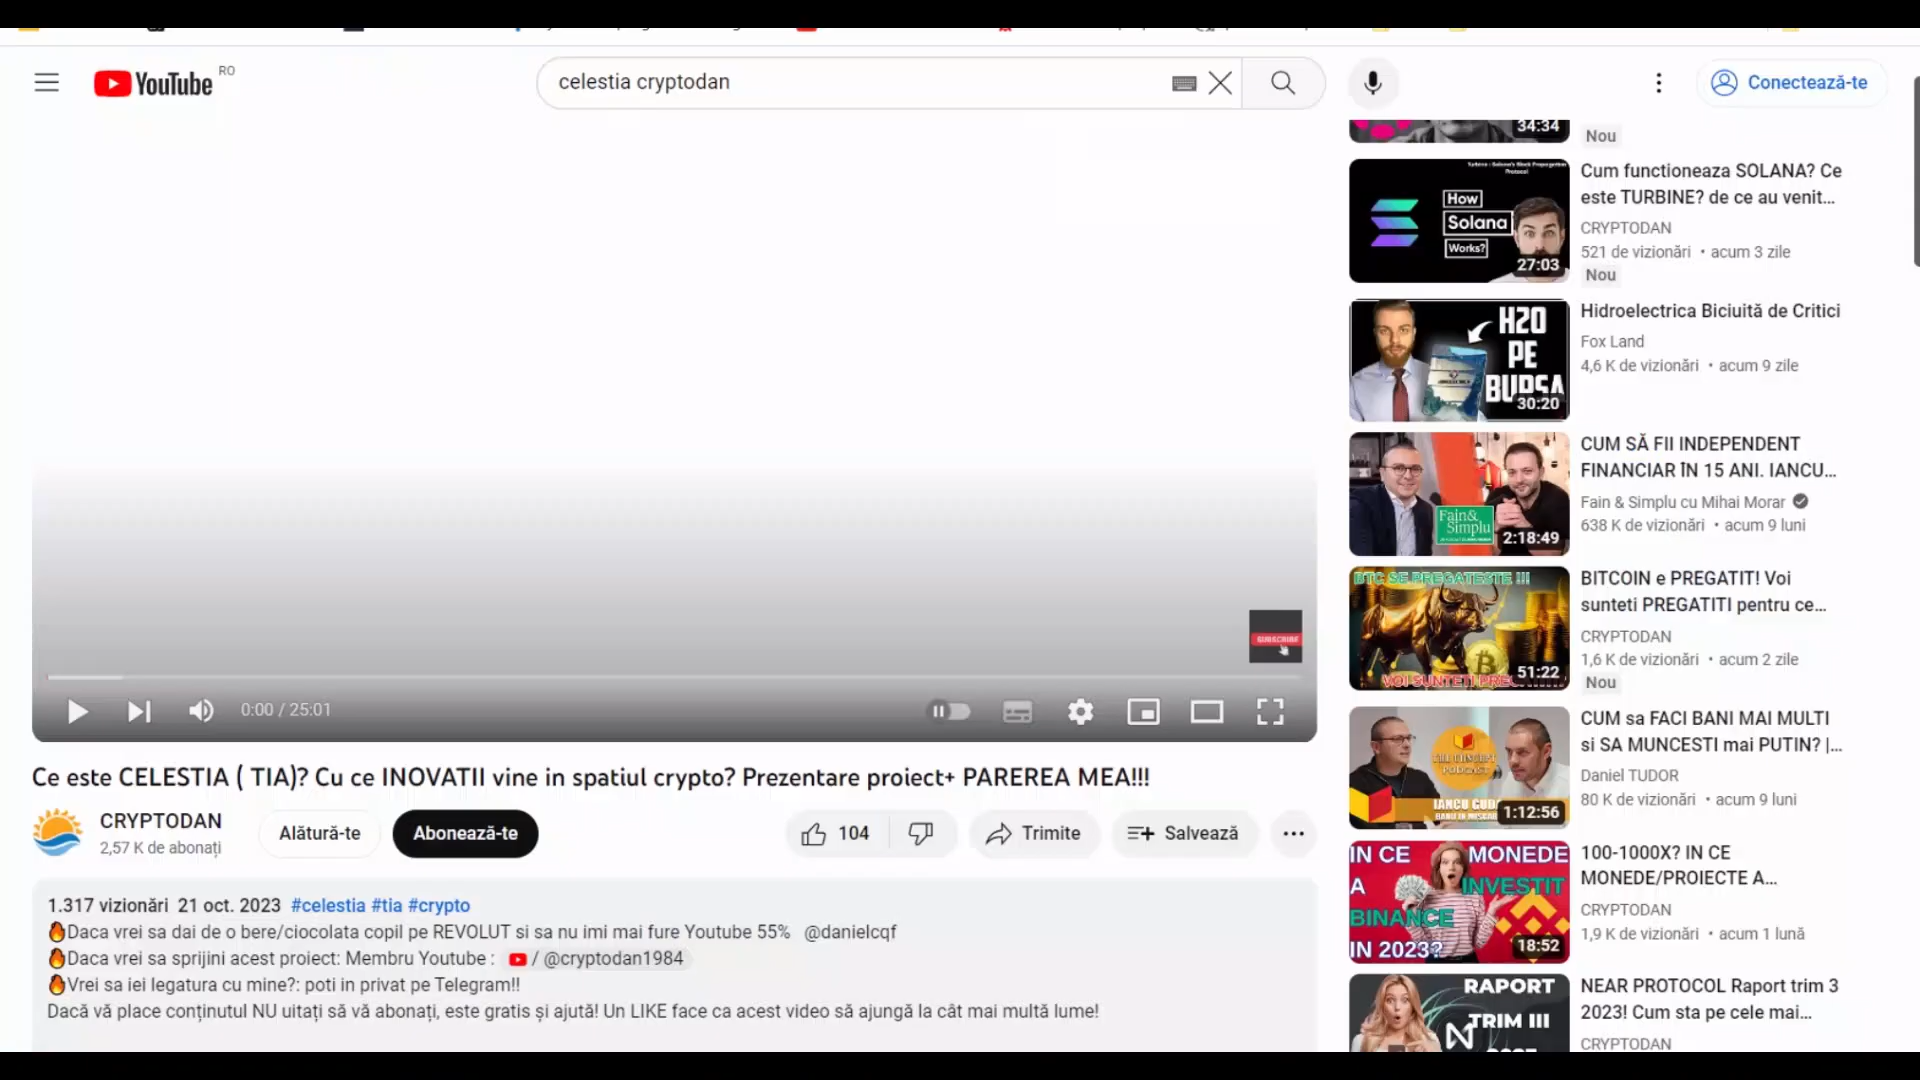 YouTube RO
celestia cryptodan
Conectează-te
34:34
Nou
Turbine - Solana's Block Propagation
Protocol
How
Solana
Works?
27:03
Cum functioneaza SOLANA? Ce
este TURBINE? de ce au venit...
CRYPTODAN
521 de vizionări • acum 3 zile
Nou
H2O
PE
BURSA
30:20
Hidroelectrica Biciuită de Critici
Fox Land
4,6 K de vizionări • acum 9 zile
Fain&
Simplu
2:18:49
CUM SĂ FII INDEPENDENT
FINANCIAR ÎN 15 ANI. IANCU...
Fain & Simplu cu Mihai Morar
638 K de vizionări • acum 9 luni
BTC SE PREGATESTE !!!
51:22
BITCOIN e PREGATIT! Voi
sunteti PREGATITI pentru ce...
CRYPTODAN
1,6 K de vizionări • acum 2 zile
Nou
PODCAST
1:12:56
CUM sa FACI BANI MAI MULTI
si SA MUNCESTI mai PUTIN? |...
Daniel TUDOR
80 K de vizionări • acum 9 luni
IN CE MONEDE
A INVESTIT
BINANCE
IN 2023?
18:52
100-1000X? IN CE
MONEDE/PROIECTE A...
CRYPTODAN
1,9 K de vizionări • acum 1 lună
RAPORT
TRIM III
NEAR PROTOCOL Raport trim 3
2023! Cum sta pe cele mai...
CRYPTODAN
SUBSCRIBE
0:00 / 25:01
Ce este CELESTIA ( TIA)? Cu ce INOVATII vine in spatiul crypto? Prezentare proiect+ PAREREA MEA!!!
CRYPTODAN
2,57 K de abonați
Alătură-te
Abonează-te
104
Trimite
Salvează
1.317 vizionări 21 oct. 2023 #celestia #tia #crypto
🔥Daca vrei sa dai de o bere/ciocolata copil pe REVOLUT si sa nu imi mai fure Youtube 55% @danielcqf
🔥Daca vrei sa sprijini acest proiect: Membru Youtube : / @cryptodan1984
🔥Vrei sa iei legatura cu mine?: poti in privat pe Telegram!!
Dacă vă place conținutul NU uitați să vă abonați, este gratis și ajută! Un LIKE face ca acest video să ajungă la cât mai multă lume!